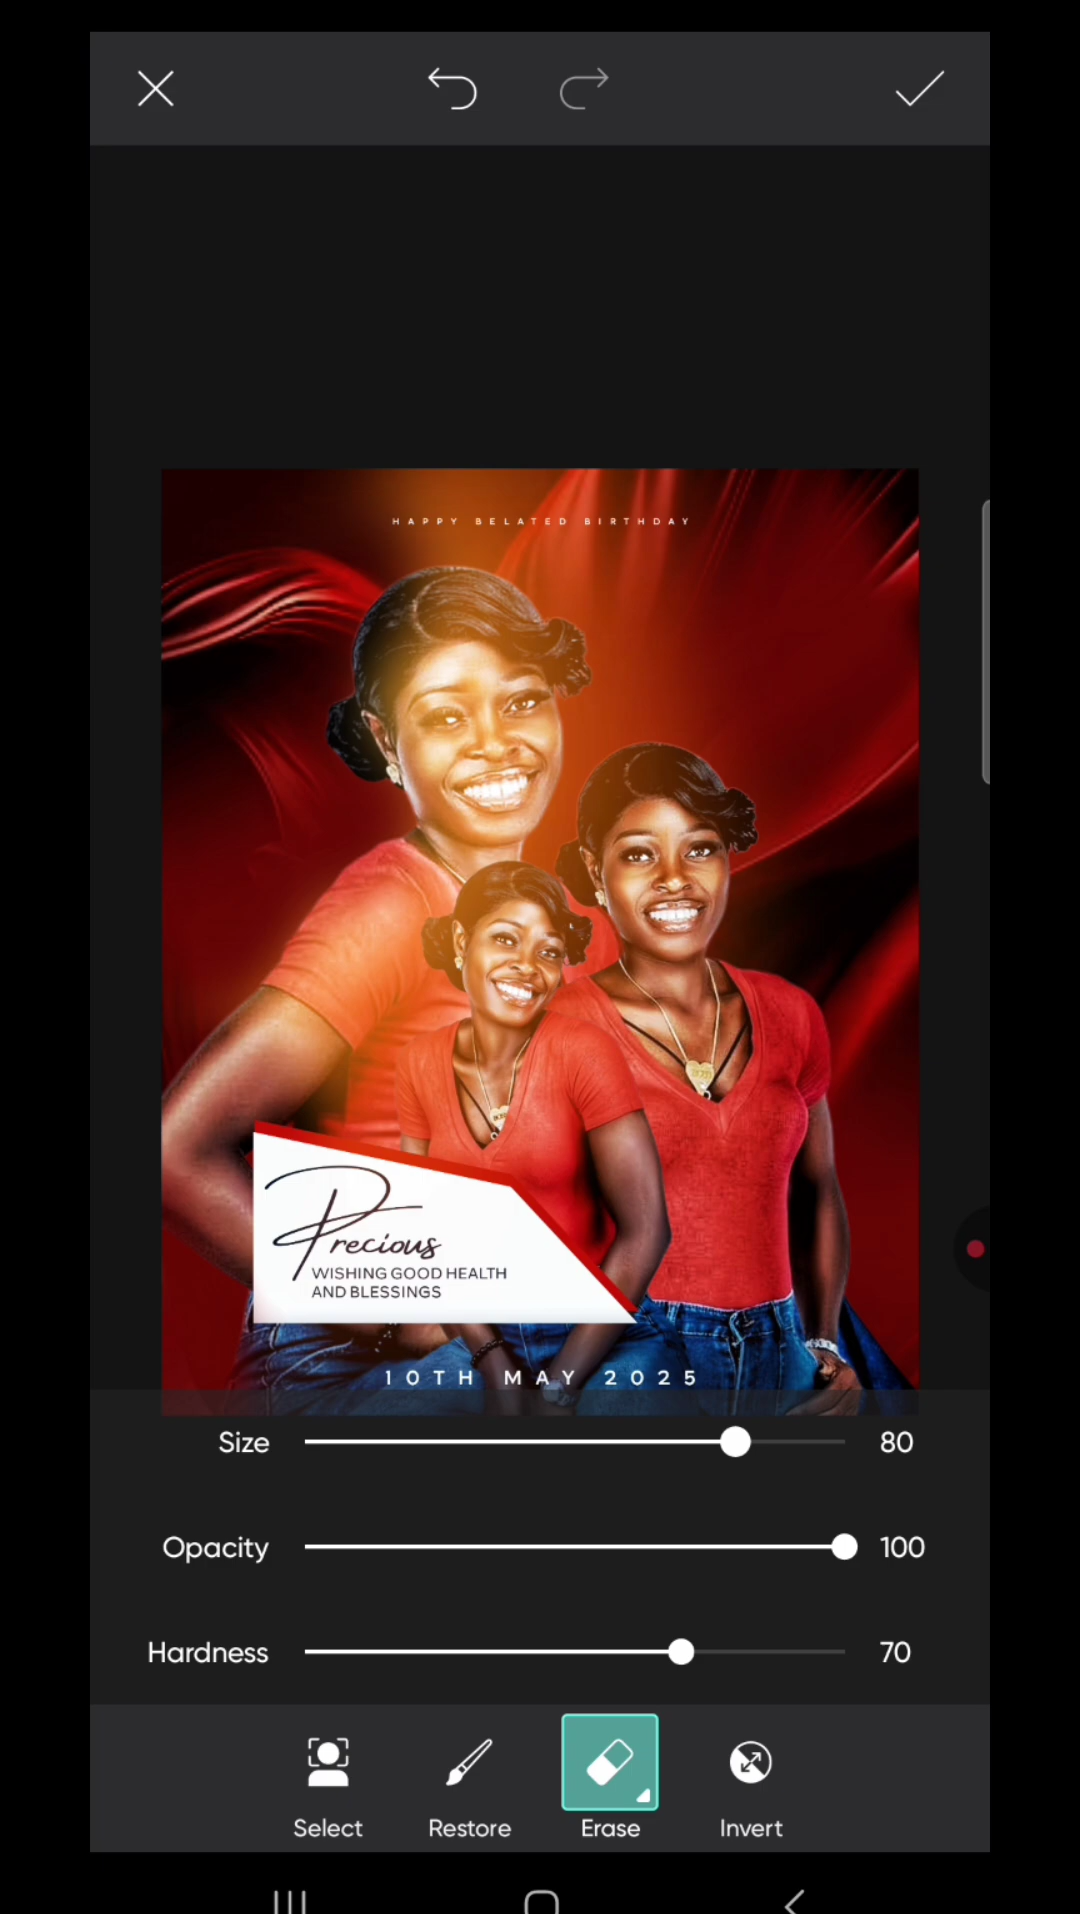 HAPPY BELATED BIRTHDAY
Precious
WISHING GOOD HEALTH
AND BLESSINGS
10TH MAY 2025
Size 80
Opacity 100
Hardness 70
Select Restore Erase Invert